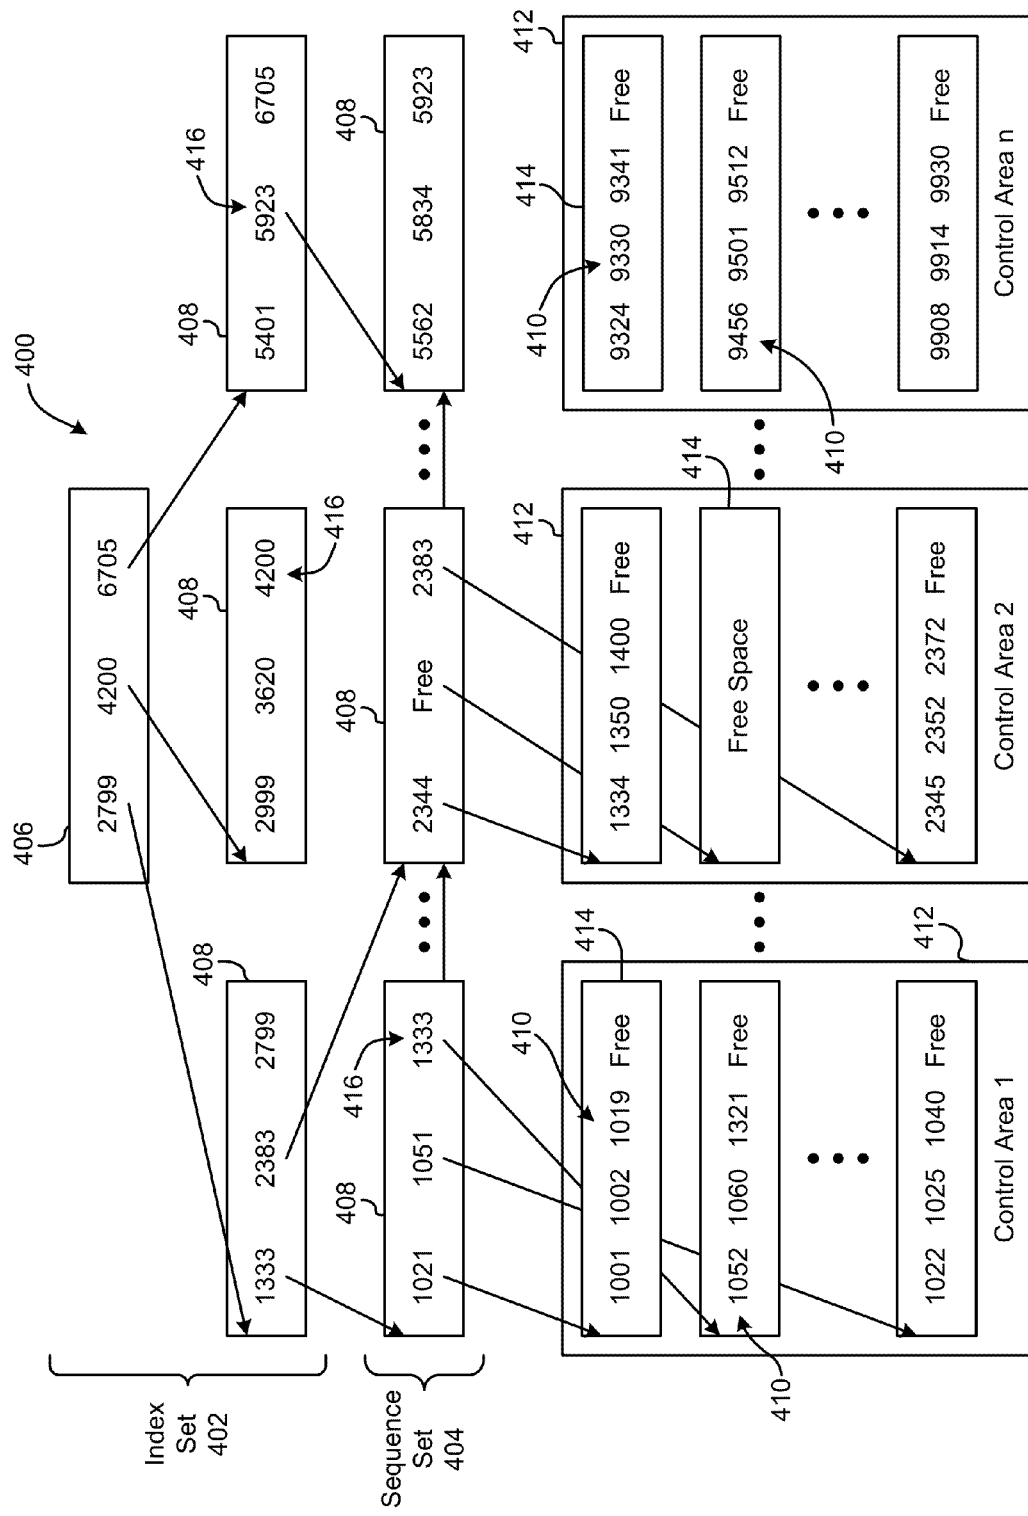 400
406
2799 4200 6705
Index
Set
402
408
1333 2383 2799
408
2999 3620 4200
416
408
416
5401 5923 6705
Sequence
Set
404
408
416
1021 1051 1333
408
2344 Free 2383
408
5562 5834 5923
410
414
412
1001 1002 1019 Free
1052 1060 1321 Free
410
1022 1025 1040 Free
Control Area 1
412
414
1334 1350 1400 Free
Free Space
2345 2352 2372 Free
Control Area 2
410
414
412
9324 9330 9341 Free
9456 9501 9512 Free
410
9908 9914 9930 Free
Control Area n